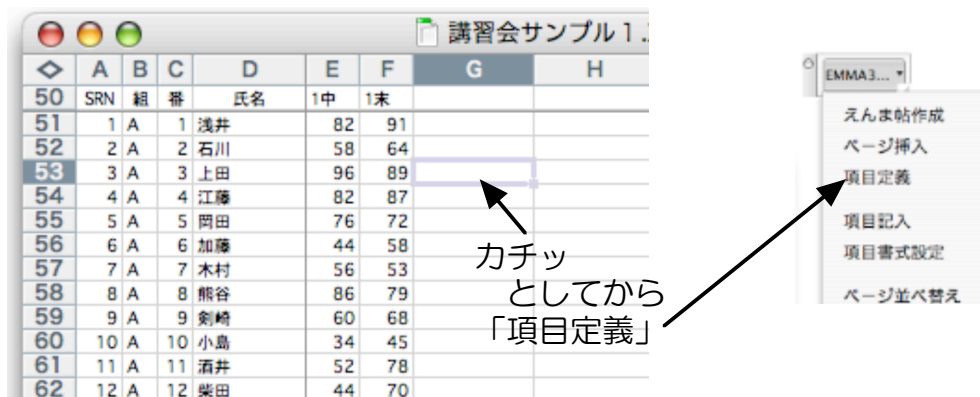 講習会サンプル1.
A B C D E F G H
50 SRN 組 番 氏名 1中 1末
51 1 A 1 浅井 82 91
52 2 A 2 石川 58 64
53 3 A 3 上田 96 89
54 4 A 4 江藤 82 87
55 5 A 5 岡田 76 72
56 6 A 6 加藤 44 58
57 7 A 7 木村 56 53
58 8 A 8 熊谷 86 79
59 9 A 9 剣崎 60 68
60 10 A 10 小島 34 45
61 11 A 11 酒井 52 78
62 12 A 12 柴田 44 70
カチッ
としてから
「項目定義」
EMMA3...
えんま帖作成
ページ挿入
項目定義
項目記入
項目書式設定
ページ並べ替え